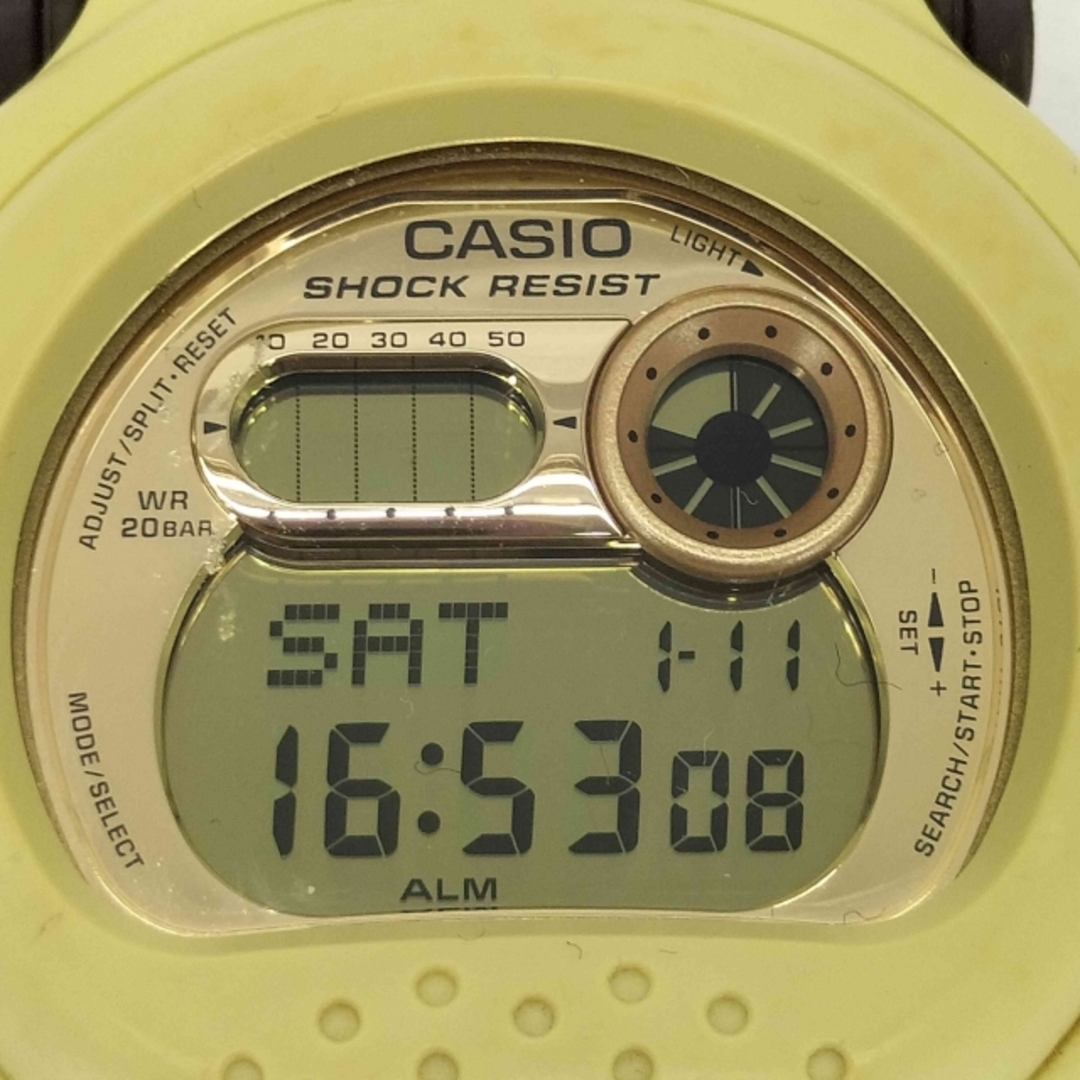 CASIO
LIGHT
SHOCK RESIST
ADJUST/SPLIT·RESET
10 20 30 40 50
WR
20BAR
SAT 1-11
16:53 08
ALM
MODE/SELECT
- SET +
SEARCH/START·STOP